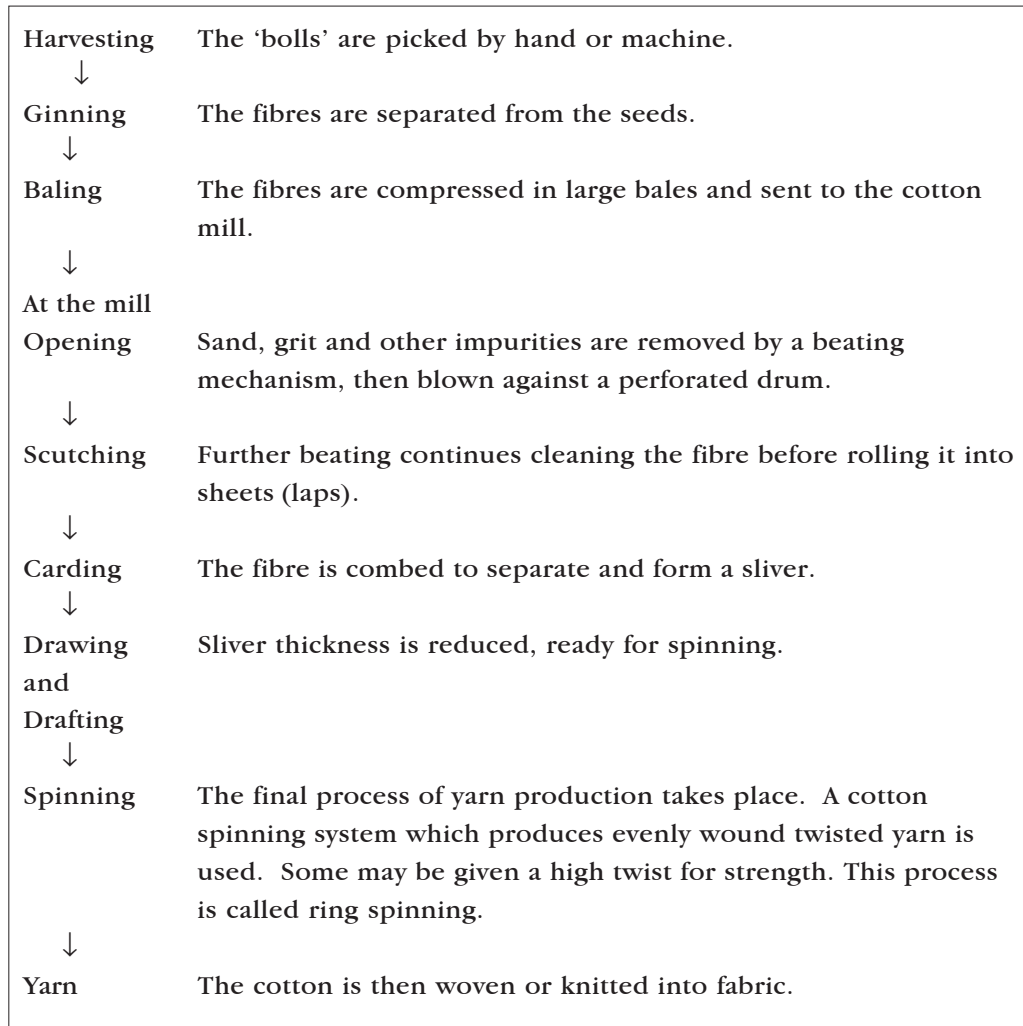 Harvesting The ‘bolls’ are picked by hand or machine.
↓
Ginning The fibres are separated from the seeds.
↓
Baling The fibres are compressed in large bales and sent to the cotton
mill.
↓
At the mill
Opening Sand, grit and other impurities are removed by a beating
mechanism, then blown against a perforated drum.
↓
Scutching Further beating continues cleaning the fibre before rolling it into
sheets (laps).
↓
Carding The fibre is combed to separate and form a sliver.
↓
Drawing Sliver thickness is reduced, ready for spinning.
and
Drafting
↓
Spinning The final process of yarn production takes place. A cotton
spinning system which produces evenly wound twisted yarn is
used. Some may be given a high twist for strength. This process
is called ring spinning.
↓
Yarn The cotton is then woven or knitted into fabric.